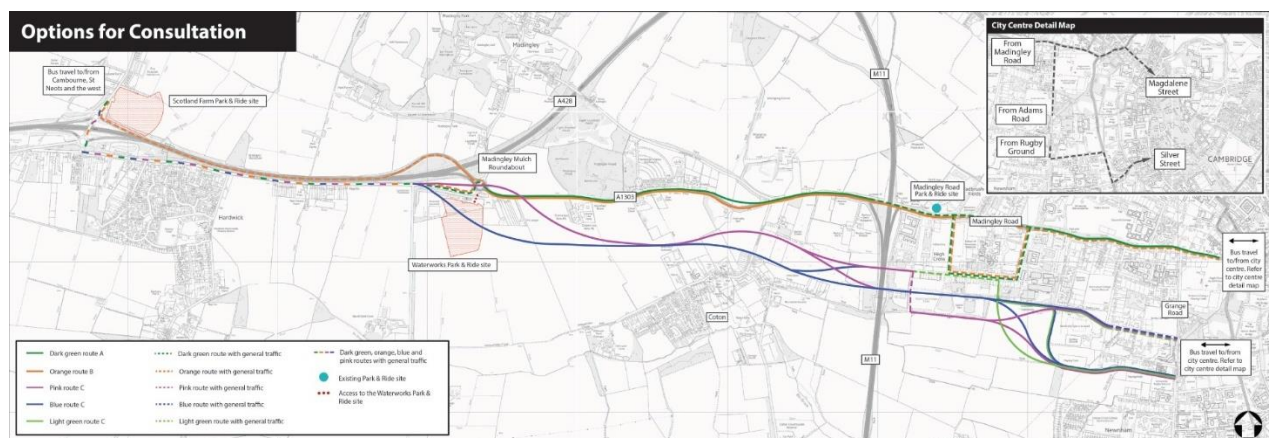 Options for Consultation
Bus travel to/from
Cambourne, St
Neots and the west
Scotland Farm Park & Ride site
Madingley
A428
M11
Madingley Mulch
Roundabout
A1303
Hardwick
Waterworks Park & Ride site
Coton
M11
Madingley Road
Park & Ride site
Madingley Road
West Cambs
Grange
Road
Newnham
Bus travel
to/from city
centre. Refer
to city centre
detail map
Bus travel to/from
city centre. Refer to
city centre detail map
City Centre Detail Map
From
Madingley
Road
Magdalene
Street
From Adams
Road
From Rugby
Ground
Silver
Street
CAMBRIDGE
Newnham
Dark green route A
Orange route B
Pink route C
Blue route C
Light green route C
Dark green route with general traffic
Orange route with general traffic
Pink route with general traffic
Blue route with general traffic
Light green route with general traffic
Dark green, orange, blue and
pink routes with general traffic
Existing Park & Ride site
Access to the Waterworks Park &
Ride site